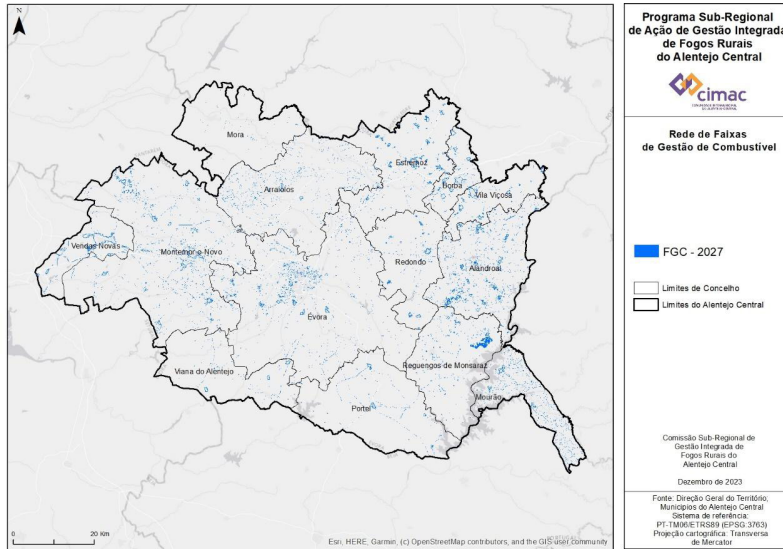 N
Mora
Estremoz
Arraiolos
Borba
Vila Viçosa
Vendas Novas
Montemor-o-Novo
Redondo
Alandroal
Évora
Viana do Alentejo
Reguengos de Monsaraz
Portel
Mourão
0
20 Km
Esri, HERE, Garmin, (c) OpenStreetMap contributors, and the GIS user community
Programa Sub-Regional
de Ação de Gestão Integrada
de Fogos Rurais
do Alentejo Central
cimac
Rede de Faixas
de Gestão de Combustível
FGC - 2027
Limites de Concelho
Limites do Alentejo Central
Comissão Sub-Regional de
Gestão Integrada de
Fogos Rurais do
Alentejo Central
Dezembro de 2023
Fonte: Direção Geral do Território;
Municípios do Alentejo Central
Sistema de referência:
PT-TM06/ETRS89 (EPSG 3763)
Projeção cartográfica: Transversa
de Mercator